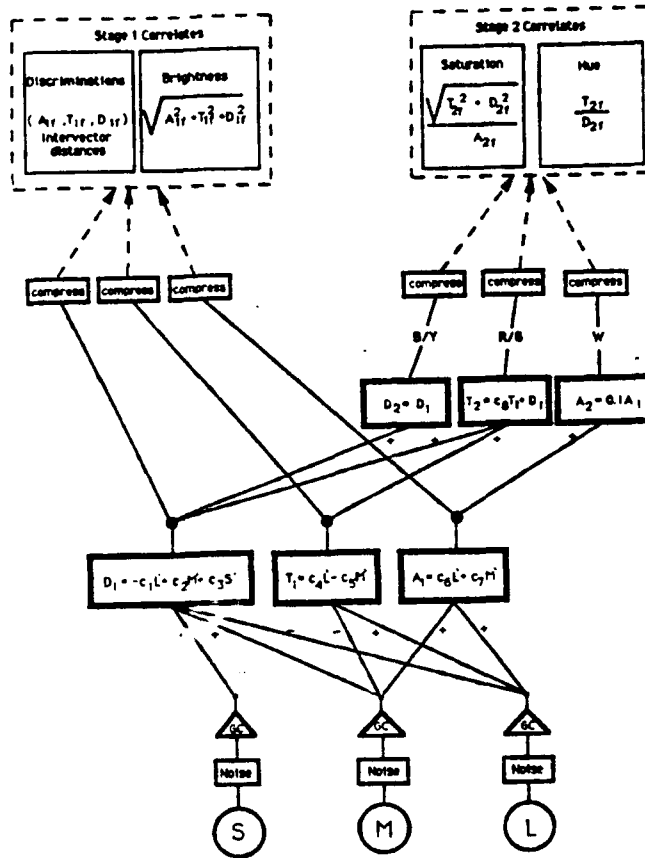 Stage 1 Carrelates
Discriminations
( A1f , T1f , D1f )
Intervector
distances
Brightness
√ A1f² + T1f² + D1f²
Stage 2 Carrelates
Saturation
√ T2f² + D2f²
A2f
Hue
T2f
D2f
compress
compress
compress
compress
compress
compress
B/Y
R/G
W
D2 = D1
T2 = c8T1+ D1
A2 = 0.1A1
+ + + +
D1 = -c1L' + c2M' + c3S'
T1 = c4L' - c5M'
A1 = c6L' + c7M'
+ - - + + +
GC
GC
GC
Noise
Noise
Noise
S
M
L